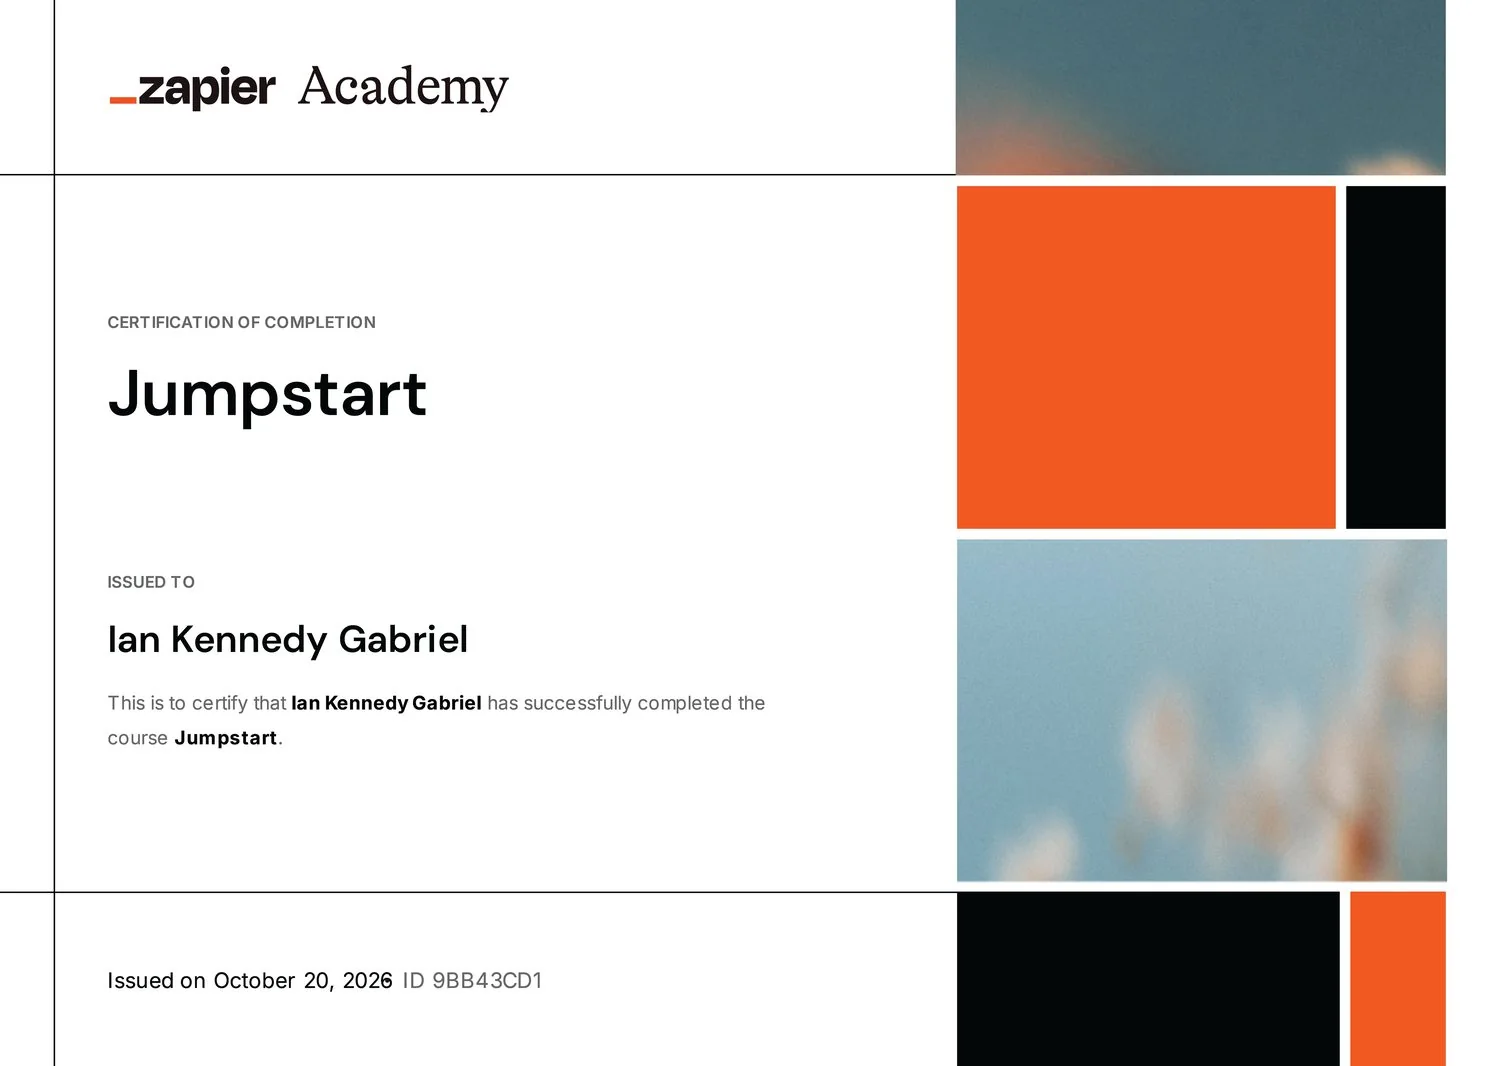 zapier Academy
CERTIFICATION OF COMPLETION
Jumpstart
ISSUED TO
Ian Kennedy Gabriel
This is to certify that Ian Kennedy Gabriel has successfully completed the
course Jumpstart.
Issued on October 20, 2026 ID 9BB43CD1